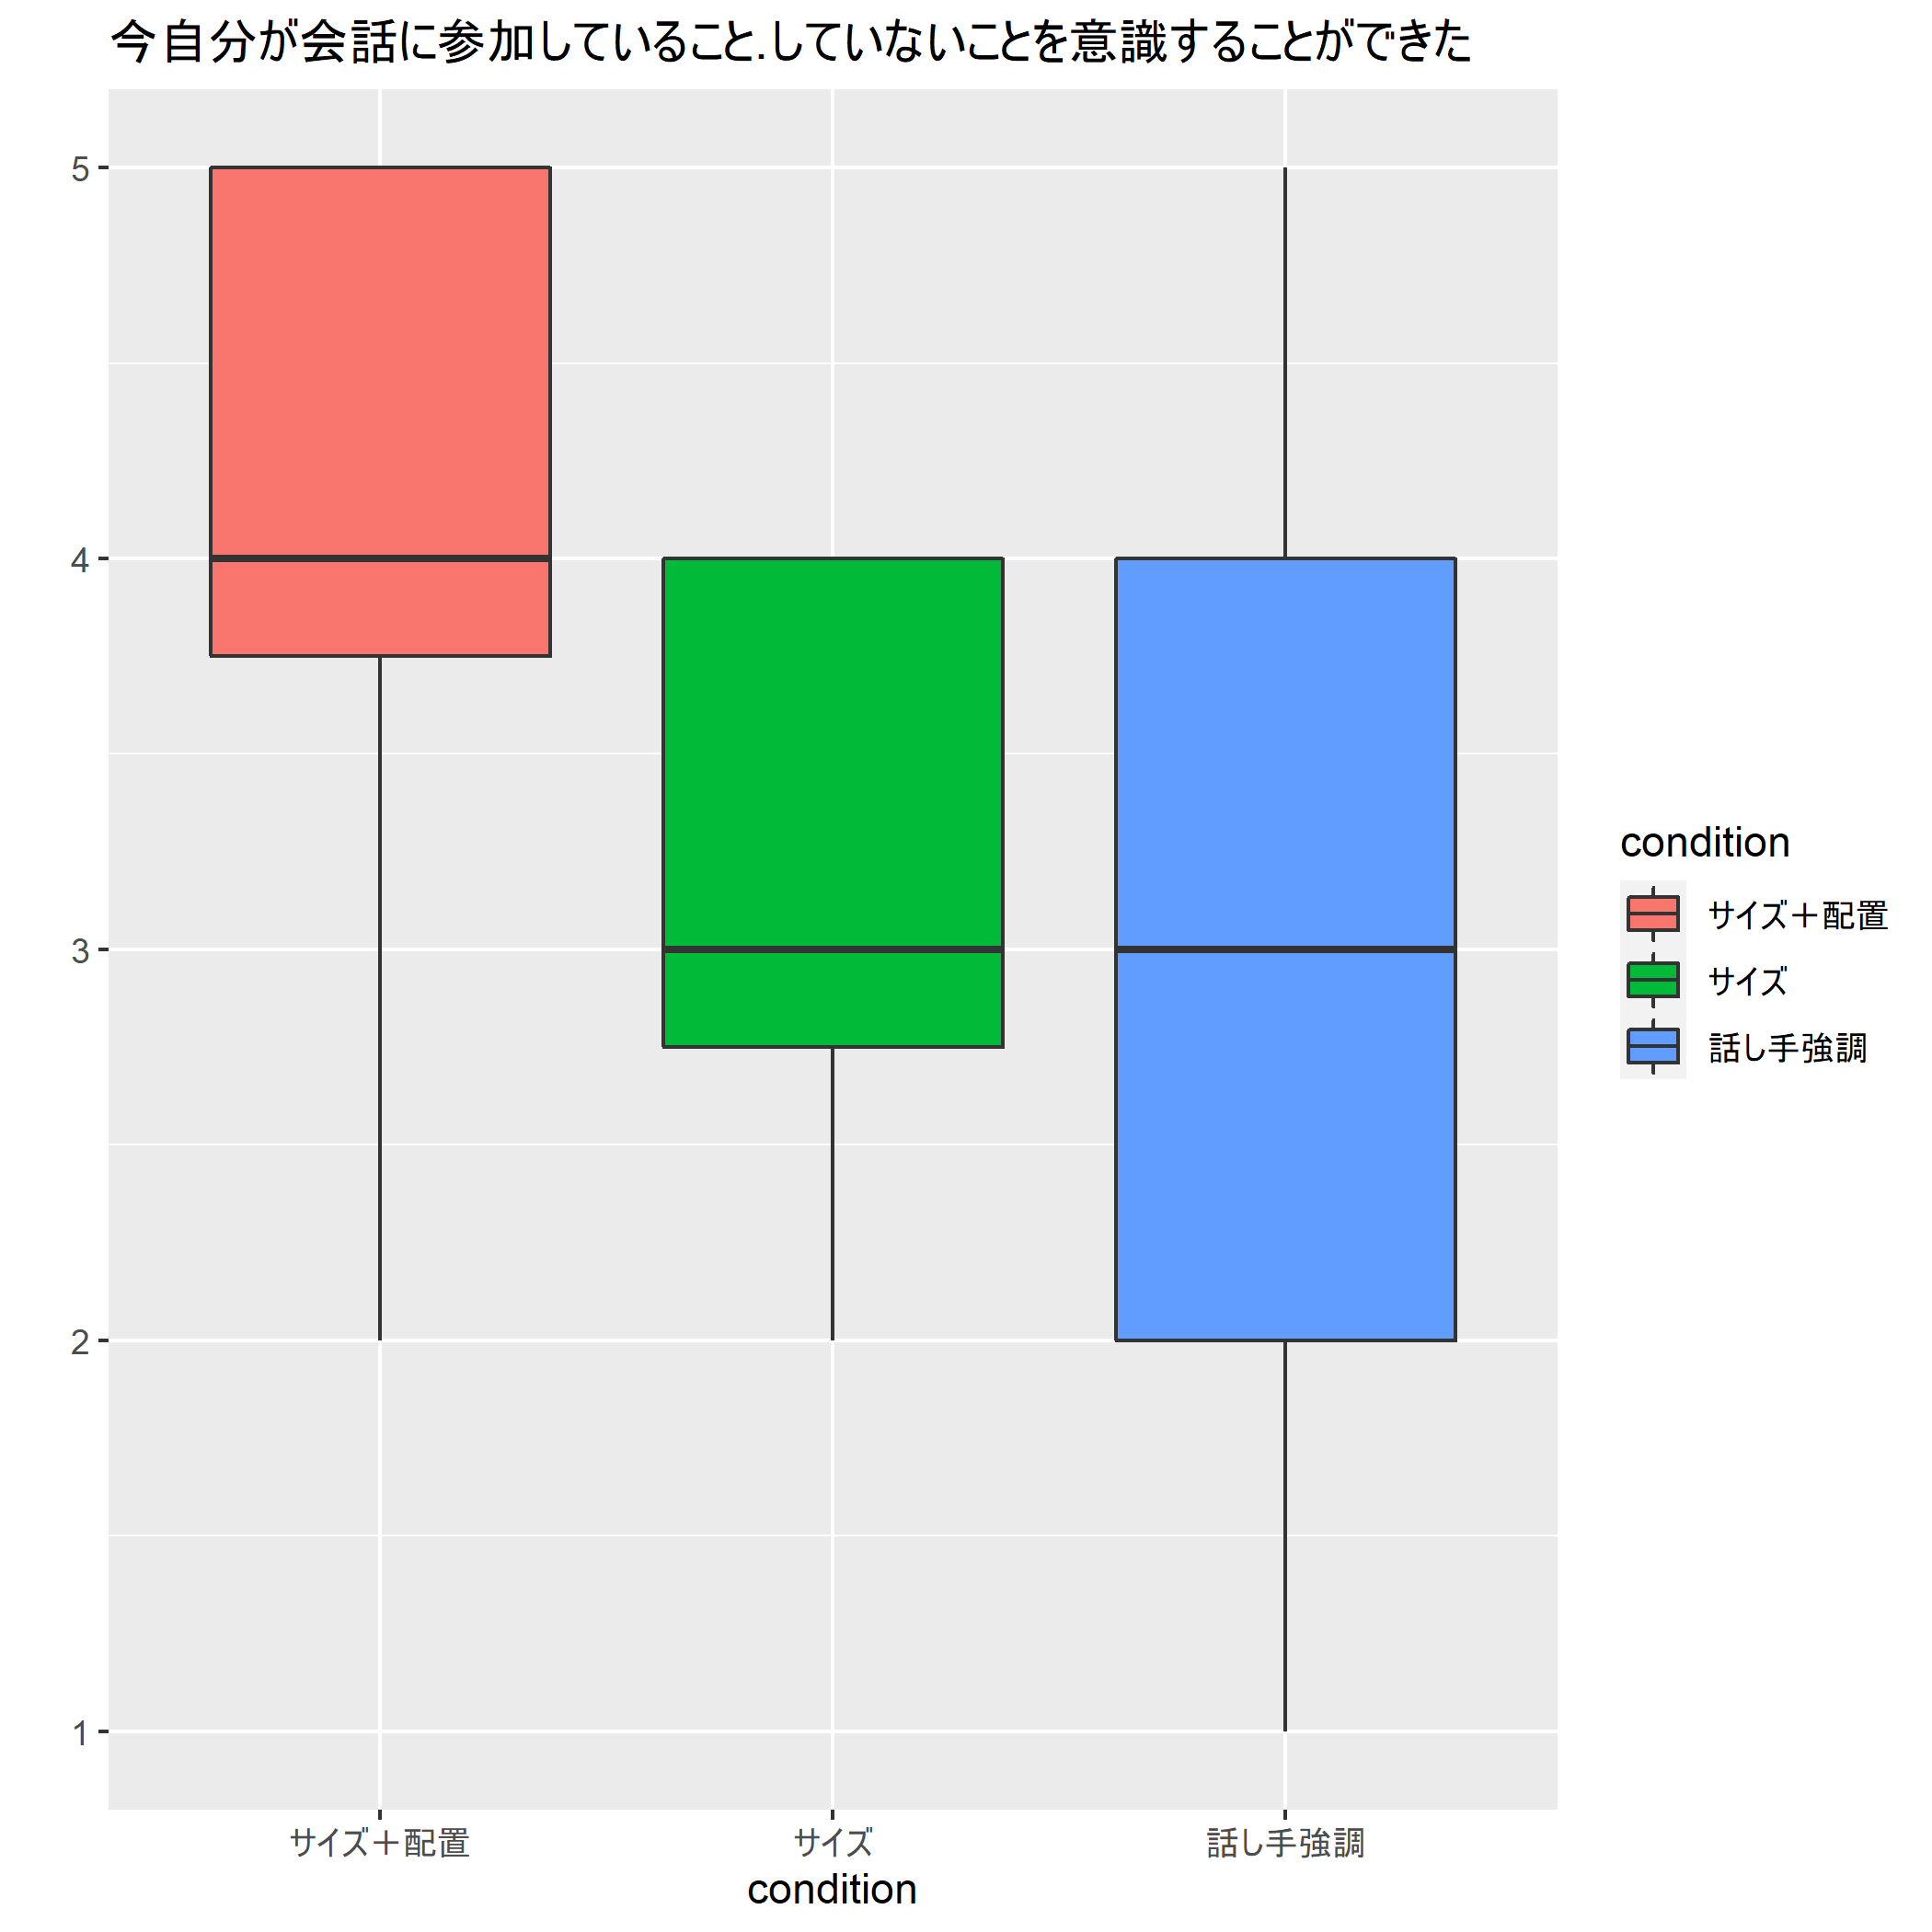 今自分が会話に参加していること.していないことを意識することができた
5
4
3
2
1
サイズ＋配置
サイズ
話し手強調
condition
condition
サイズ＋配置
サイズ
話し手強調